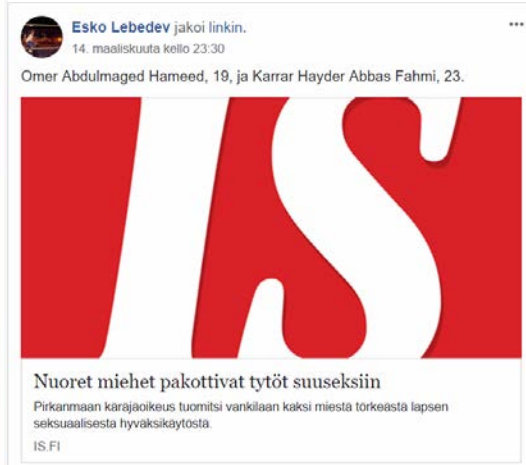 Esko Lebedev jakoi linkin.
14. maaliskuuta kello 23:30
Omer Abdulmaged Hameed, 19, ja Karrar Hayder Abbas Fahmi, 23.
IS
Nuoret miehet pakottivat tytöt suuseksiin
Pirkanmaan käräjäoikeus tuomitsi vankilaan kaksi miestä törkeästä lapsen
seksuaalisesta hyväksikäytöstä.
IS.FI